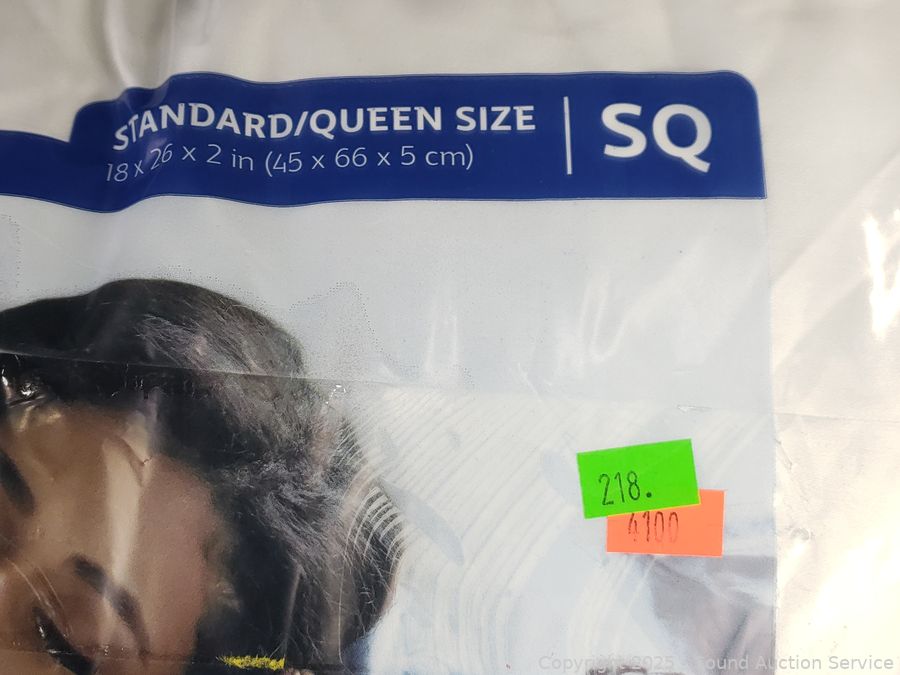 STANDARD/QUEEN SIZE
18 x 26 x 2 in (45 x 66 x 5 cm)
SQ
218.
4100
Copyright 2025 - Sound Auction Service